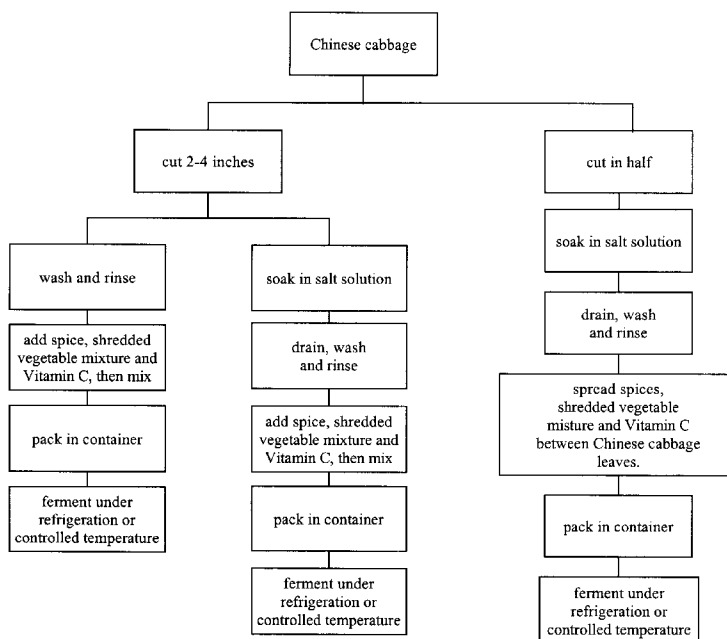 Chinese cabbage
cut 2-4 inches
cut in half
wash and rinse
add spice, shredded
vegetable mixture and
Vitamin C, then mix
pack in container
ferment under
refrigeration or
controlled temperature
soak in salt solution
drain, wash
and rinse
add spice, shredded
vegetable mixture and
Vitamin C, then mix
pack in container
ferment under
refrigeration or
controlled temperature
soak in salt solution
drain, wash
and rinse
spread spices,
shredded vegetable
misture and Vitamin C
between Chinese cabbage
leaves.
pack in container
ferment under
refrigeration or
controlled temperature